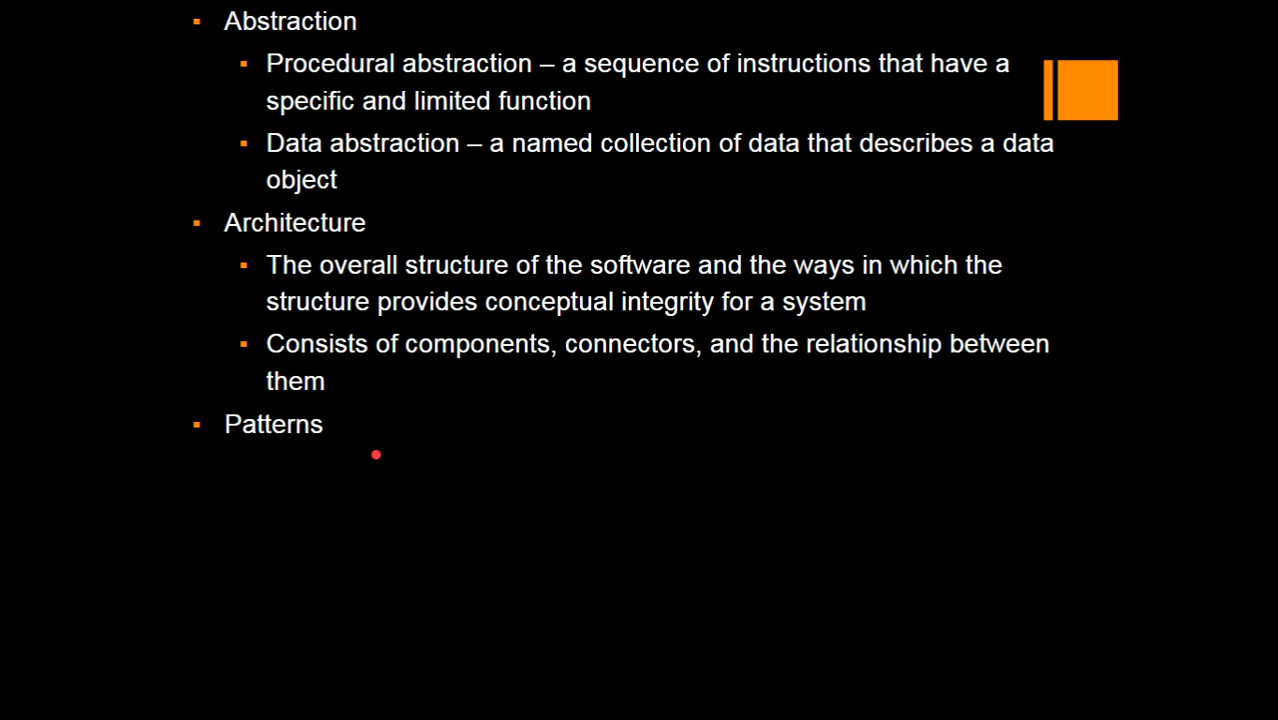 Abstraction
Procedural abstraction – a sequence of instructions that have a
specific and limited function
Data abstraction – a named collection of data that describes a data
object
Architecture
The overall structure of the software and the ways in which the
structure provides conceptual integrity for a system
Consists of components, connectors, and the relationship between
them
Patterns